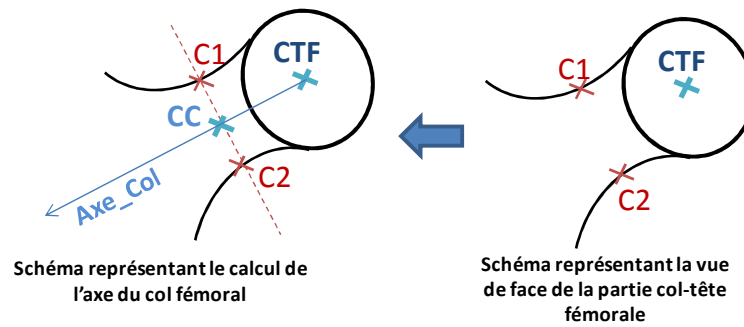 C1
CTF
CC
C2
Axe_Col
Schéma représentant le calcul de
l’axe du col fémoral
C1
CTF
C2
Schéma représentant la vue
de face de la partie col-tête
fémorale